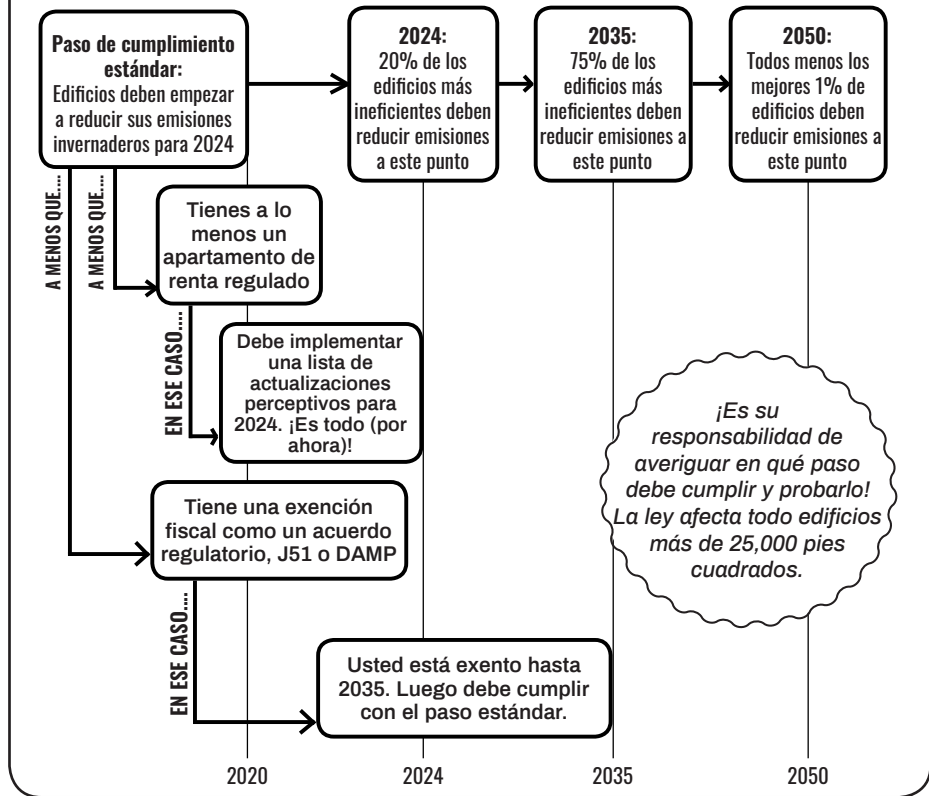 Paso de cumplimiento
estándar:
Edificios deben empezar
a reducir sus emisiones
invernaderos para 2024
2024:
20% de los
edificios más
ineficientes deben
reducir emisiones
a este punto
2035:
75% de los
edificios más
ineficientes deben
reducir emisiones
a este punto
2050:
Todos menos los
mejores 1% de
edificios deben
reducir emisiones a
este punto
A MENOS QUE....
A MENOS QUE....
Tienes a lo
menos un
apartamento de
renta regulado
EN ESE CASO....
Debe implementar
una lista de
actualizaciones
perceptivos para
2024. ¡Es todo (por
ahora)!
Tiene una exención
fiscal como un acuerdo
regulatorio, J51 o DAMP
EN ESE CASO....
Usted está exento hasta
2035. Luego debe cumplir
con el paso estándar.
¡Es su
responsabilidad de
averiguar en qué paso
debe cumplir y probarlo!
La ley afecta todo edificios
más de 25,000 pies
cuadrados.
2020
2024
2035
2050